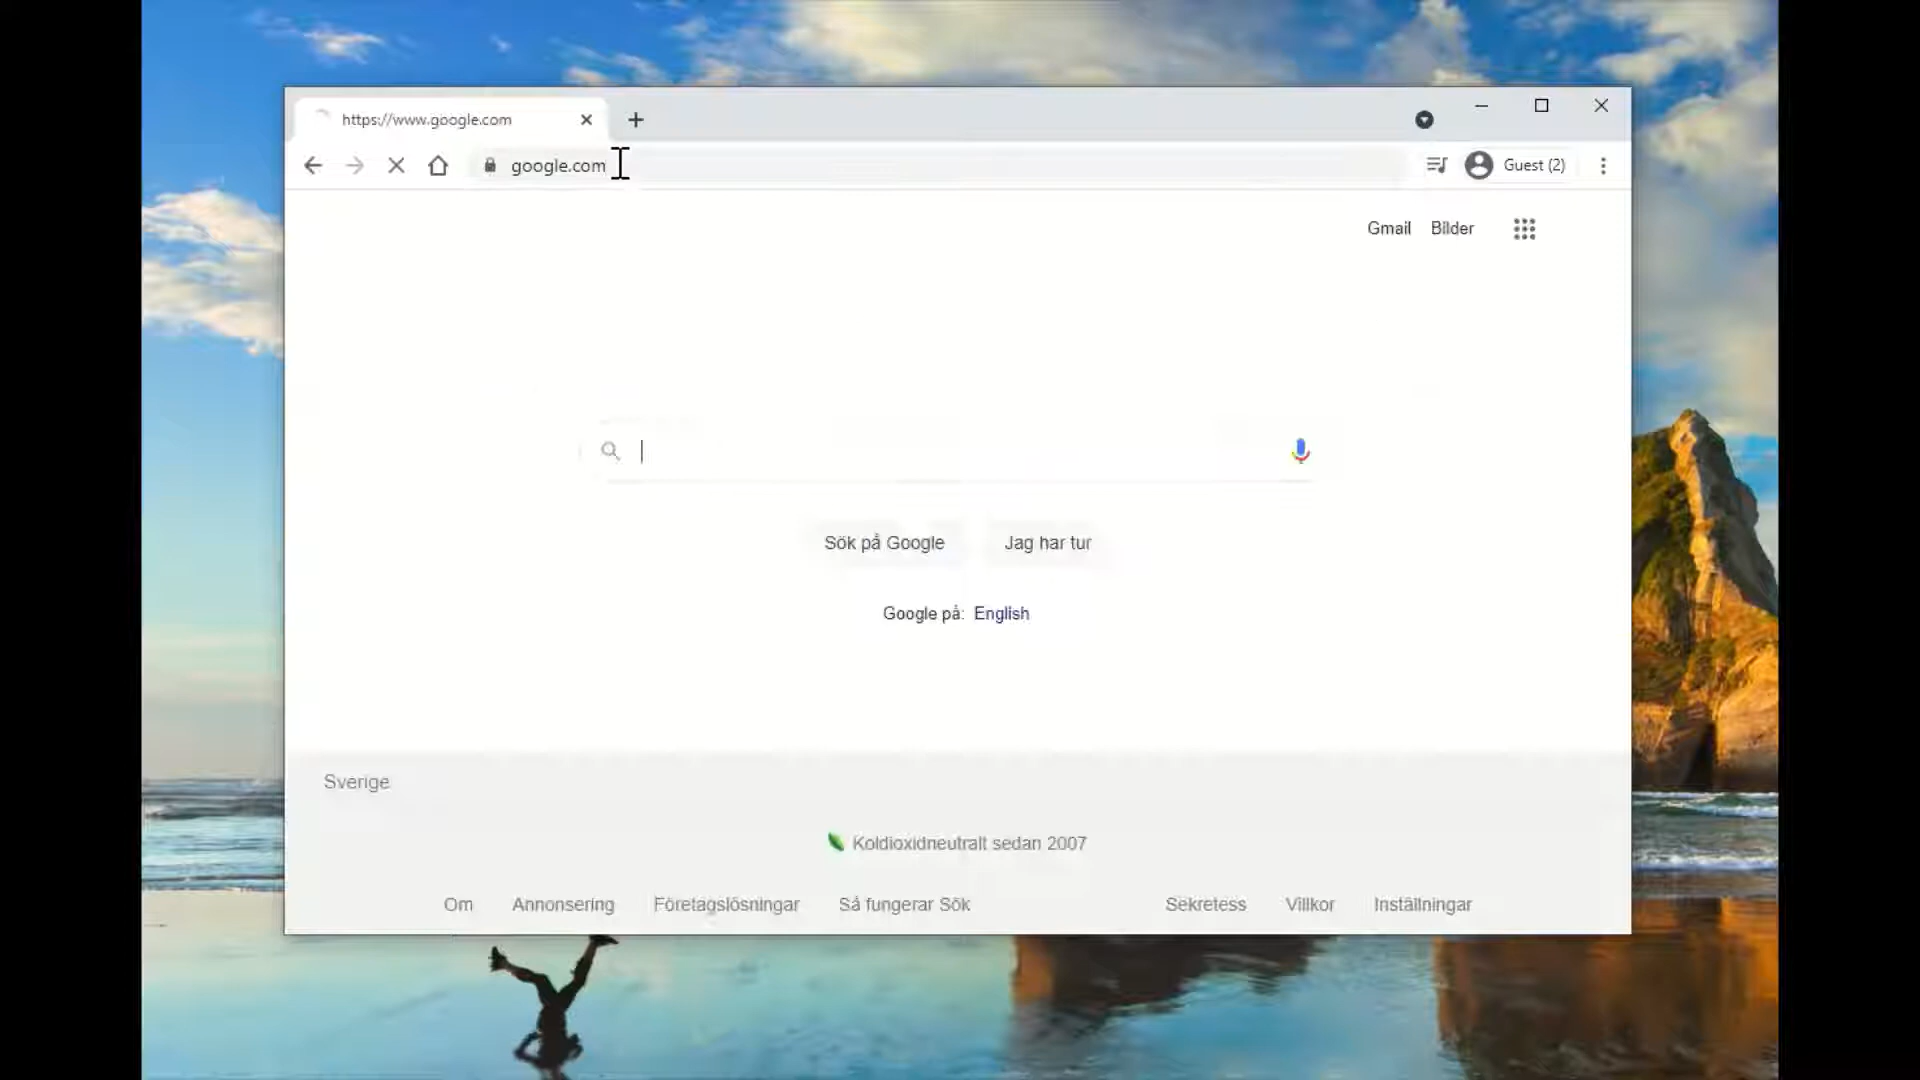 https://www.google.com
google.com
Guest (2)
Gmail Bilder
Sök på Google Jag har tur
Google på: English
Sverige
Koldioxidneutralt sedan 2007
Om Annonsering Företagslösningar Så fungerar Sök Sekretess Villkor Inställningar